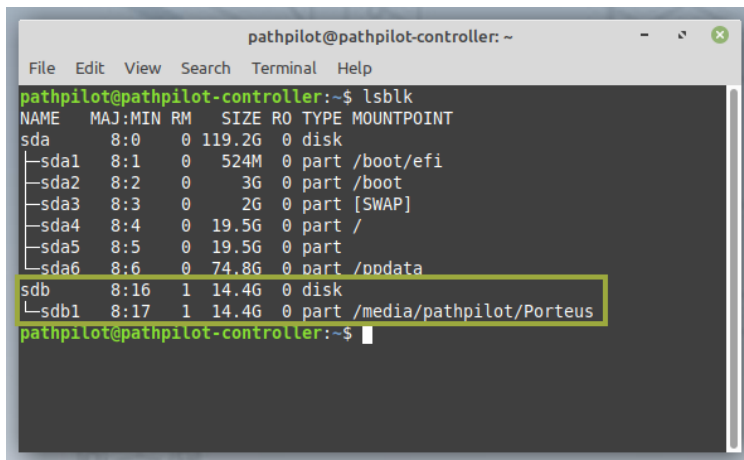 pathpilot@pathpilot-controller: ~
File Edit View Search Terminal Help
pathpilot@pathpilot-controller:~$ lsblk
NAME   MAJ:MIN RM   SIZE RO TYPE MOUNTPOINT
sda      8:0    0 119.2G  0 disk
├─sda1   8:1    0   524M  0 part /boot/efi
├─sda2   8:2    0     3G  0 part /boot
├─sda3   8:3    0     2G  0 part [SWAP]
├─sda4   8:4    0  19.5G  0 part /
├─sda5   8:5    0  19.5G  0 part
└─sda6   8:6    0  74.8G  0 part /ppdata
sdb      8:16   1  14.4G  0 disk
└─sdb1   8:17   1  14.4G  0 part /media/pathpilot/Porteus
pathpilot@pathpilot-controller:~$